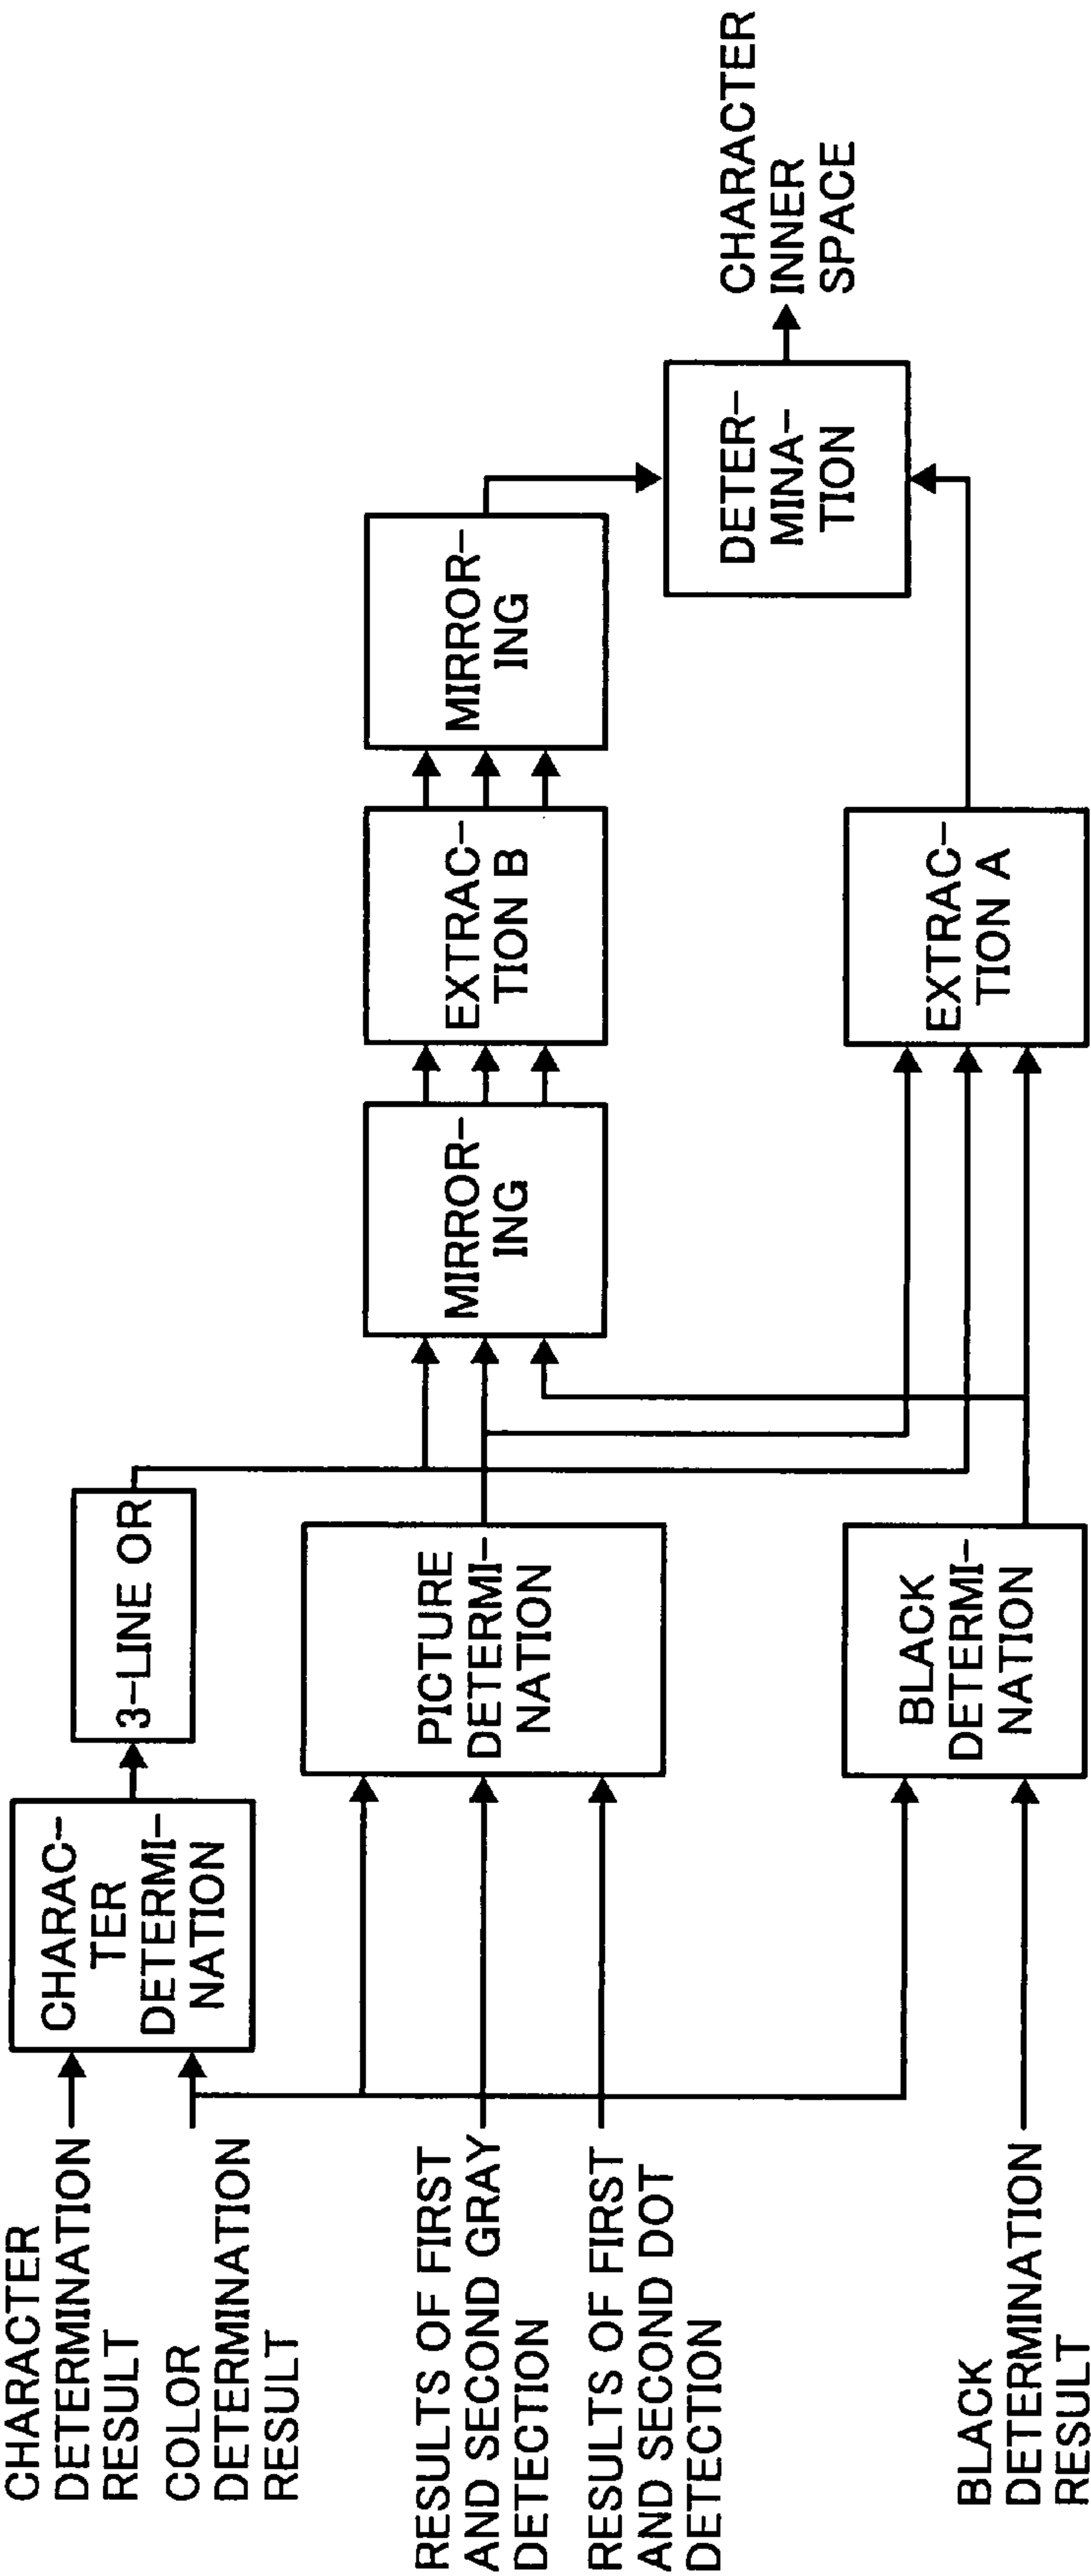 CHARACTER
DETERMINATION
RESULT
COLOR
DETERMINATION
RESULT
RESULTS OF FIRST
AND SECOND GRAY
DETECTION
RESULTS OF FIRST
AND SECOND DOT
DETECTION
BLACK
DETERMINATION
RESULT
CHARAC-
TER
DETERMI-
NATION
3-LINE OR
PICTURE
DETERMI-
NATION
BLACK
DETERMI-
NATION
MIRROR-
ING
EXTRAC-
TION B
MIRROR-
ING
EXTRAC-
TION A
DETER-
MINA-
TION
CHARACTER
INNER
SPACE